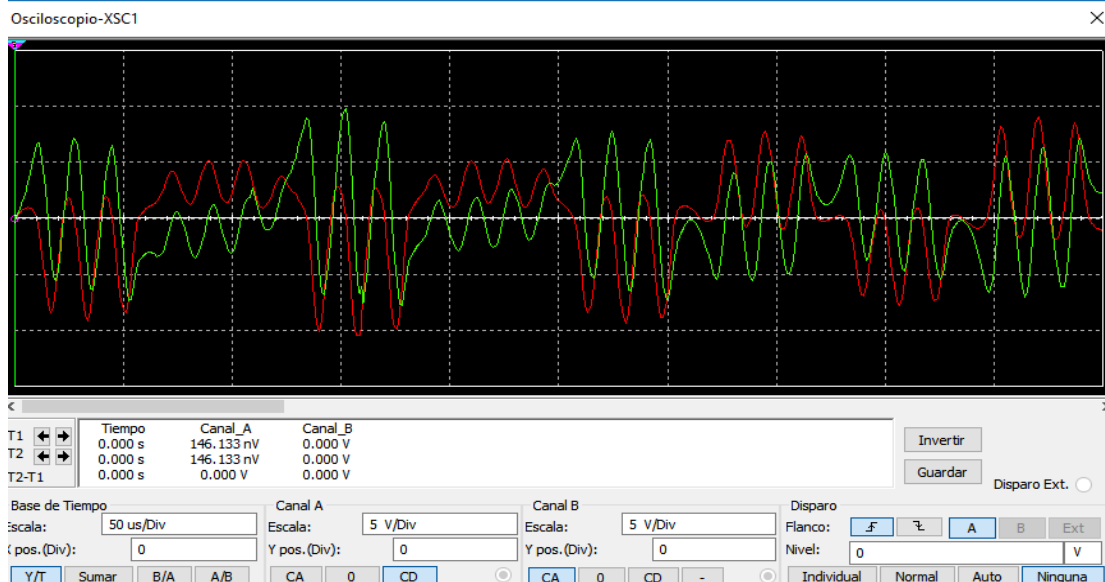 Osciloscopio-XSC1
Tiempo Canal_A Canal_B
T1 0.000 s 146.133 nV 0.000 V
T2 0.000 s 146.133 nV 0.000 V
T2-T1 0.000 s 0.000 V 0.000 V
Invertir
Guardar
Disparo Ext.
Base de Tiempo
Escala: 50 us/Div
X pos.(Div): 0
Y/T Sumar B/A A/B
Canal A
Escala: 5 V/Div
Y pos.(Div): 0
CA 0 CD
Canal B
Escala: 5 V/Div
Y pos.(Div): 0
CA 0 CD -
Disparo
Flanco: A B Ext
Nivel: 0 V
Individual Normal Auto Ninguna